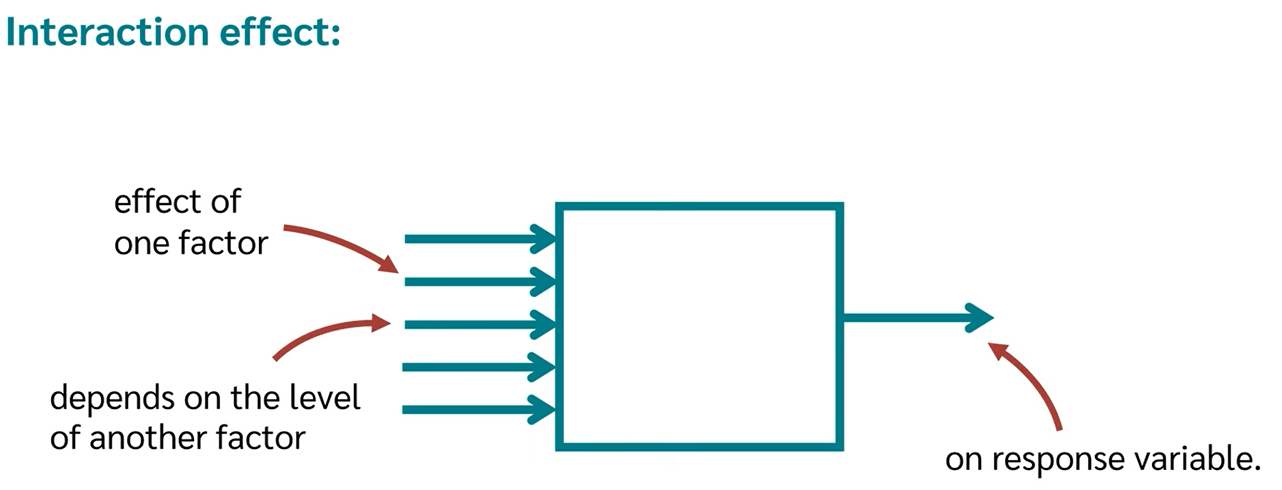 Interaction effect:
effect of
one factor
depends on the level
of another factor
on response variable.